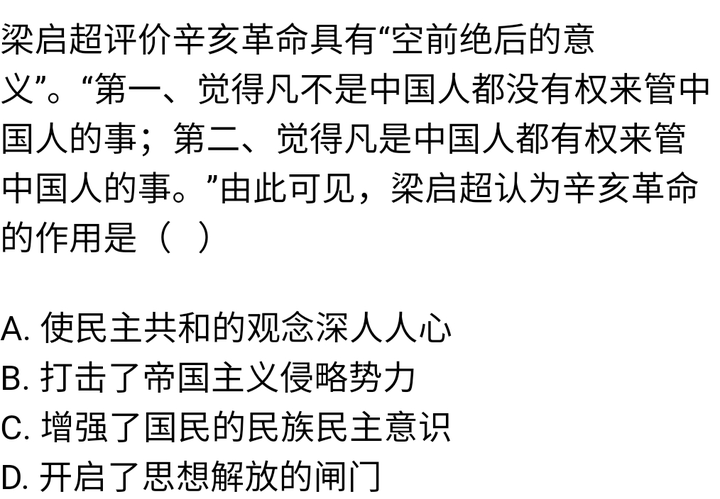 梁启超评价辛亥革命具有“空前绝后的意
义”。“第一、觉得凡不是中国人都没有权来管中
国人的事；第二、觉得凡是中国人都有权来管
中国人的事。”由此可见，梁启超认为辛亥革命
的作用是（  ）
A. 使民主共和的观念深入人心
B. 打击了帝国主义侵略势力
C. 增强了国民的民族民主意识
D. 开启了思想解放的闸门